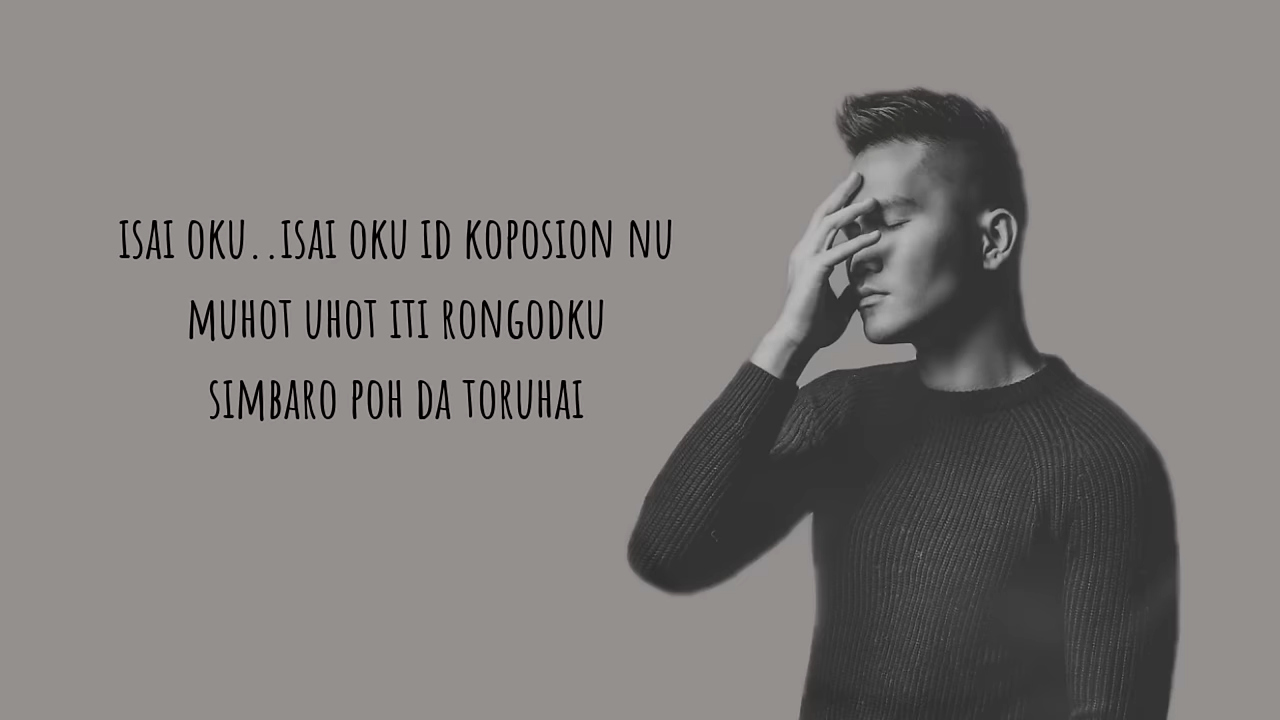 ISAI OKU..ISAI OKU ID KOPOSION NU
MUHOT UHOT ITI RONGODKU
SIMBARO POH DA TORUHAI